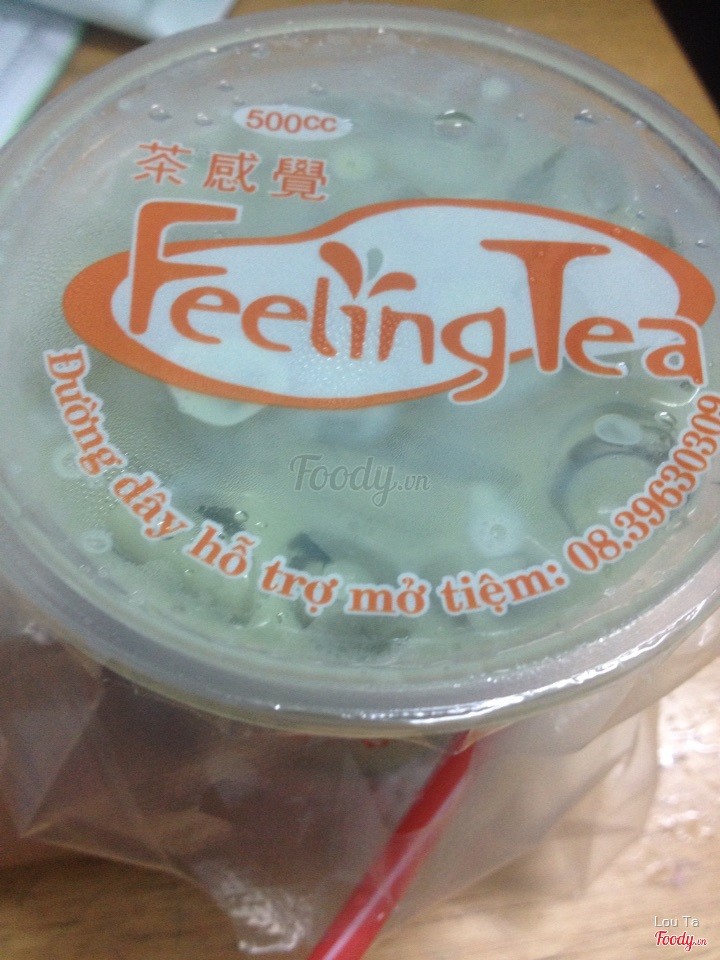 500cc
茶感覺
Feeling Tea
Đường dây hỗ trợ mở tiệm: 08.39630309
Foody.vn
Lou Ta
Foody.vn